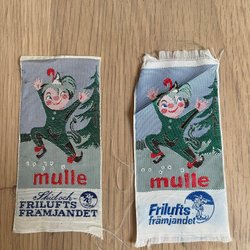 mulle
Skid och
FRILUFTS
FRÄMJANDET
mulle
Frilufts
främjandet